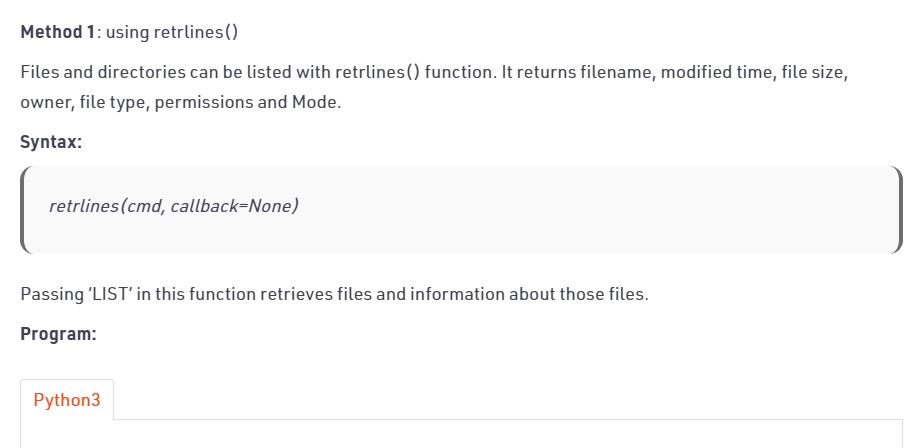 Method 1: using retrlines()
Files and directories can be listed with retrlines() function. It returns filename, modified time, file size,
owner, file type, permissions and Mode.
Syntax:
retrlines(cmd, callback=None)
Passing ‘LIST’ in this function retrieves files and information about those files.
Program:
Python3